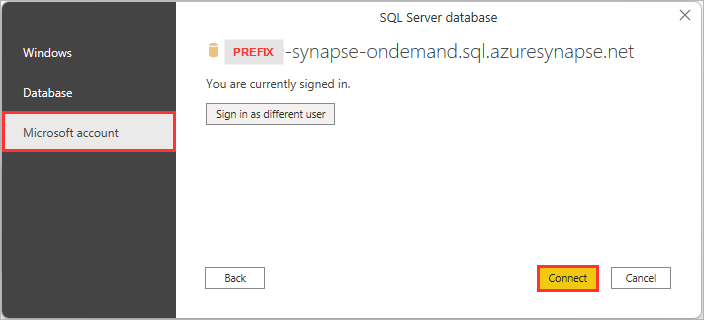 SQL Server database
Windows
Database
Microsoft account
PREFIX -synapse-ondemand.sql.azuresynapse.net
You are currently signed in.
Sign in as different user
Back
Connect
Cancel